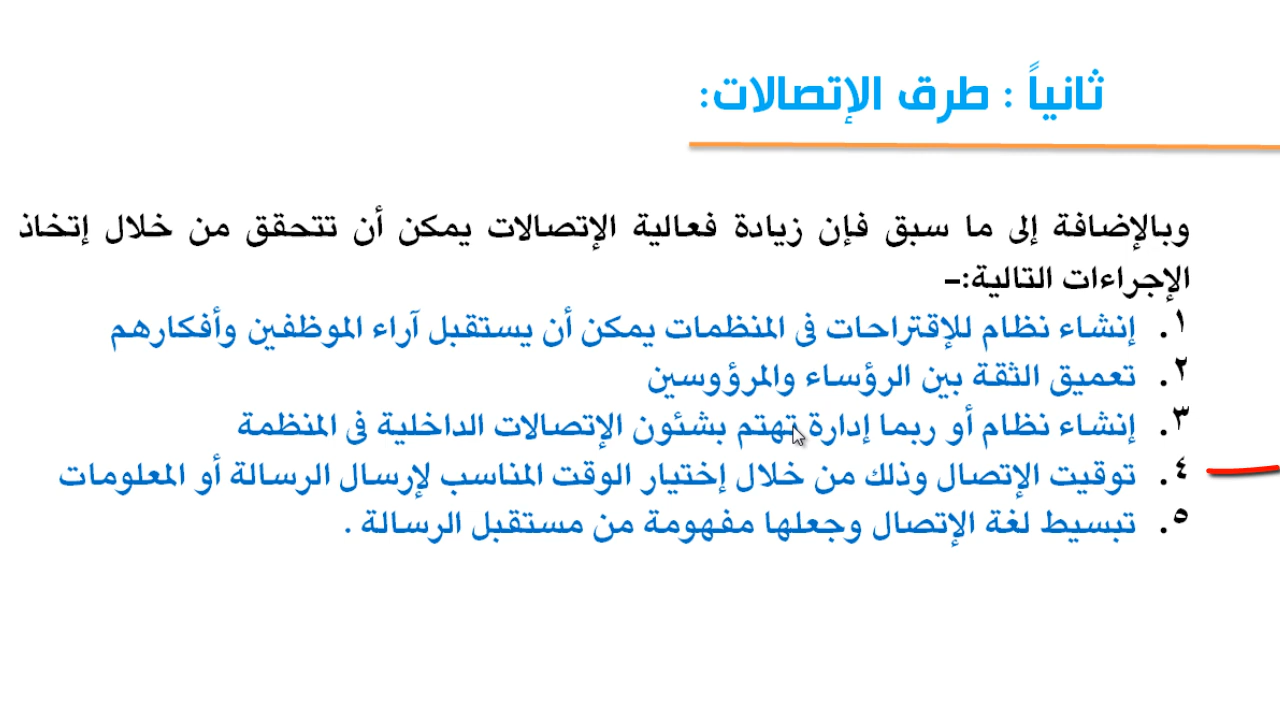 ثانياً : طرق الإتصالات:
وبالإضافة إلى ما سبق فإن زيادة فعالية الإتصالات يمكن أن تتحقق من خلال إتخاذ
الإجراءات التالية:-
١. إنشاء نظام للإقتراحات فى المنظمات يمكن أن يستقبل آراء الموظفين وأفكارهم
٢. تعميق الثقة بين الرؤساء والمرؤوسين
٣. إنشاء نظام أو ربما إدارة تهتم بشئون الإتصالات الداخلية فى المنظمة
٤. توقيت الإتصال وذلك من خلال إختيار الوقت المناسب لإرسال الرسالة أو المعلومات
٥. تبسيط لغة الإتصال وجعلها مفهومة من مستقبل الرسالة .